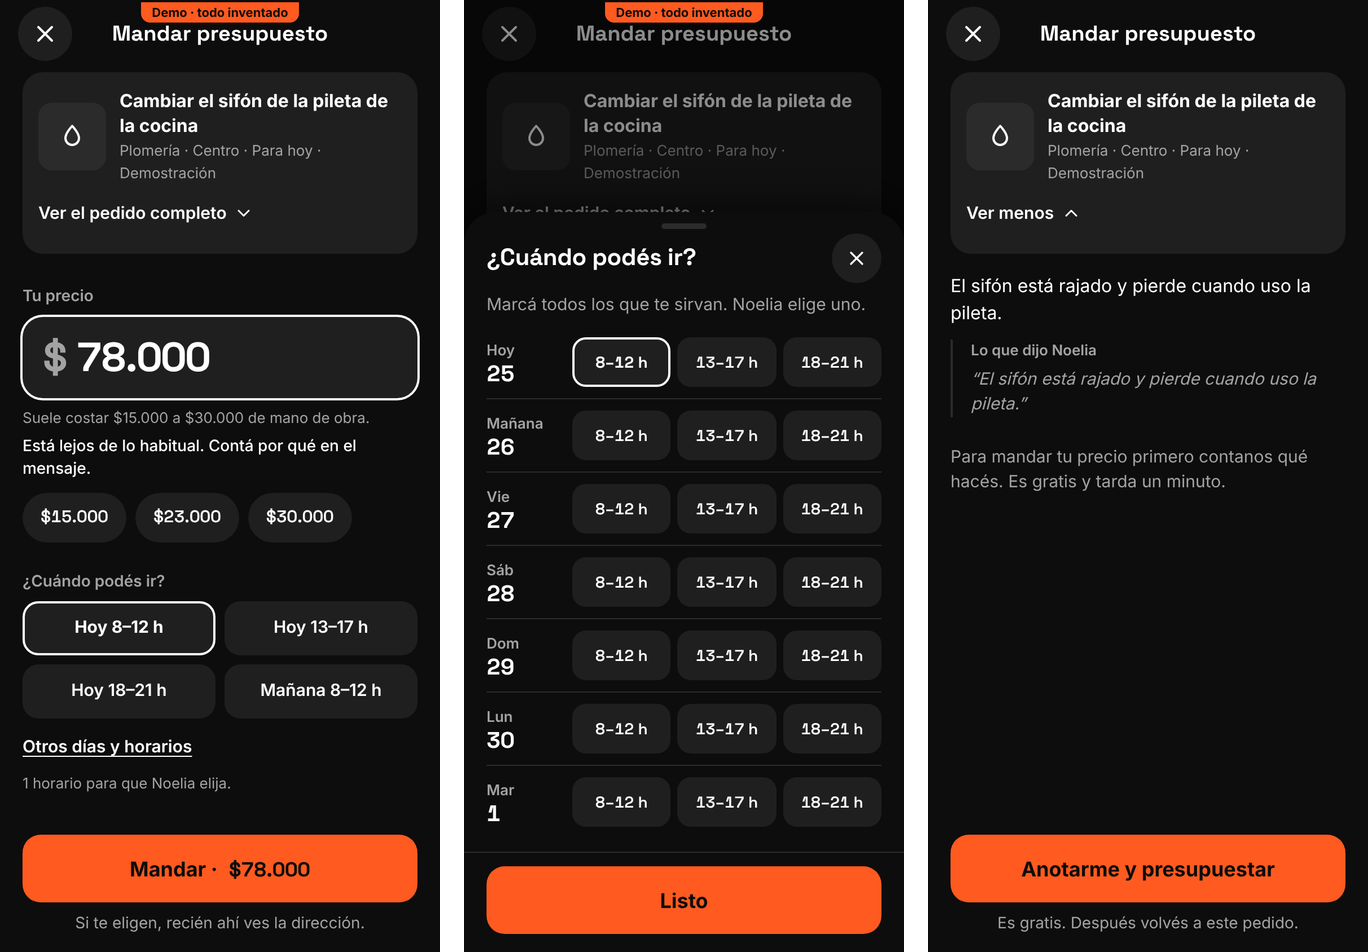 Demo · todo inventado
Mandar presupuesto
Cambiar el sifón de la pileta de
la cocina
Plomería · Centro · Para hoy ·
Demostración
Ver el pedido completo
Tu precio
$ 78.000
Suele costar $15.000 a $30.000 de mano de obra.
Está lejos de lo habitual. Contá por qué en el
mensaje.
$15.000 $23.000 $30.000
¿Cuándo podés ir?
Hoy 8–12 h Hoy 13–17 h
Hoy 18–21 h Mañana 8–12 h
Otros días y horarios
1 horario para que Noelia elija.
Mandar · $78.000
Si te eligen, recién ahí ves la dirección.
Demo · todo inventado
Mandar presupuesto
Cambiar el sifón de la pileta de
la cocina
Plomería · Centro · Para hoy ·
Demostración
Ver el pedido completo
¿Cuándo podés ir?
Marcá todos los que te sirvan. Noelia elige uno.
Hoy
25 8–12 h 13–17 h 18–21 h
Mañana
26 8–12 h 13–17 h 18–21 h
Vie
27 8–12 h 13–17 h 18–21 h
Sáb
28 8–12 h 13–17 h 18–21 h
Dom
29 8–12 h 13–17 h 18–21 h
Lun
30 8–12 h 13–17 h 18–21 h
Mar
1 8–12 h 13–17 h 18–21 h
Listo
Mandar presupuesto
Cambiar el sifón de la pileta de
la cocina
Plomería · Centro · Para hoy ·
Demostración
Ver menos
El sifón está rajado y pierde cuando uso la
pileta.
Lo que dijo Noelia
“El sifón está rajado y pierde cuando uso la
pileta.”
Para mandar tu precio primero contanos qué
hacés. Es gratis y tarda un minuto.
Anotarme y presupuestar
Es gratis. Después volvés a este pedido.